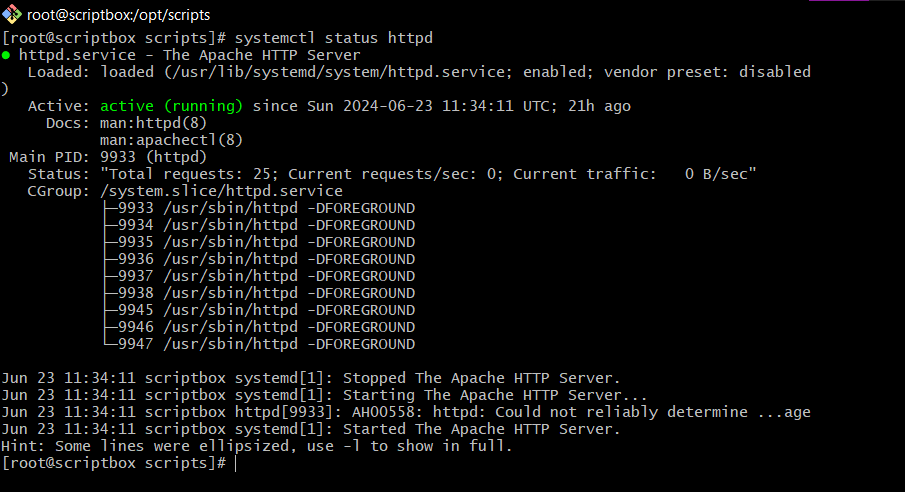 root@scriptbox:/opt/scripts
[root@scriptbox scripts]# systemctl status httpd
● httpd.service - The Apache HTTP Server
   Loaded: loaded (/usr/lib/systemd/system/httpd.service; enabled; vendor preset: disabled
)
   Active: active (running) since Sun 2024-06-23 11:34:11 UTC; 21h ago
     Docs: man:httpd(8)
           man:apachectl(8)
 Main PID: 9933 (httpd)
   Status: "Total requests: 25; Current requests/sec: 0; Current traffic:   0 B/sec"
   CGroup: /system.slice/httpd.service
           ├─9933 /usr/sbin/httpd -DFOREGROUND
           ├─9934 /usr/sbin/httpd -DFOREGROUND
           ├─9935 /usr/sbin/httpd -DFOREGROUND
           ├─9936 /usr/sbin/httpd -DFOREGROUND
           ├─9937 /usr/sbin/httpd -DFOREGROUND
           ├─9938 /usr/sbin/httpd -DFOREGROUND
           ├─9945 /usr/sbin/httpd -DFOREGROUND
           ├─9946 /usr/sbin/httpd -DFOREGROUND
           └─9947 /usr/sbin/httpd -DFOREGROUND

Jun 23 11:34:11 scriptbox systemd[1]: Stopped The Apache HTTP Server.
Jun 23 11:34:11 scriptbox systemd[1]: Starting The Apache HTTP Server...
Jun 23 11:34:11 scriptbox httpd[9933]: AH00558: httpd: Could not reliably determine ...age
Jun 23 11:34:11 scriptbox systemd[1]: Started The Apache HTTP Server.
Hint: Some lines were ellipsized, use -l to show in full.
[root@scriptbox scripts]#